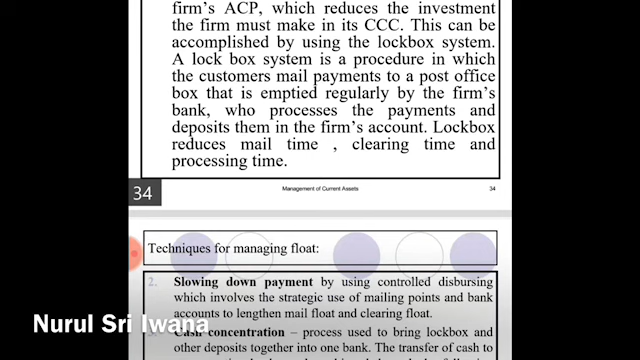 firm's ACP, which reduces the investment
the firm must make in its CCC. This can be
accomplished by using the lockbox system.
A lock box system is a procedure in which
the customers mail payments to a post office
box that is emptied regularly by the firm's
bank, who processes the payments and
deposits them in the firm's account. Lockbox
reduces mail time , clearing time and
processing time.
34
Management of Current Assets
34
Techniques for managing float:
2. Slowing down payment by using controlled disbursing
which involves the strategic use of mailing points and bank
accounts to lengthen mail float and clearing float.
Cash concentration – process used to bring lockbox and
other deposits together into one bank. The transfer of cash to
Nurul Sri Iwana